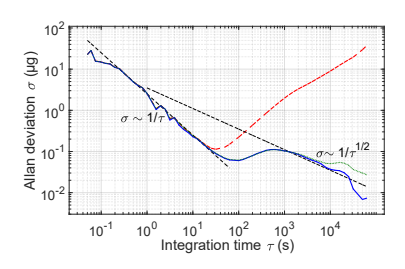 10²
10¹
10⁰
10⁻¹
10⁻²
Allan deviation σ (μg)
σ ~ 1/τ
σ ~ 1/τ^1/2
10⁻¹ 10⁰ 10¹ 10² 10³ 10⁴
Integration time τ (s)